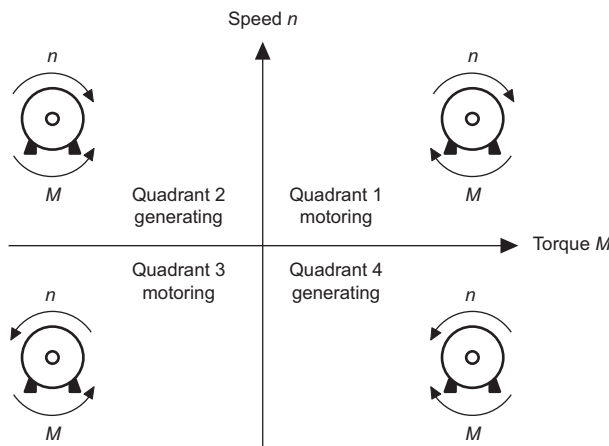 Speed n
n
n
M
Quadrant 2
generating
Quadrant 1
motoring
M
Torque M
n
Quadrant 3
motoring
Quadrant 4
generating
n
M
M